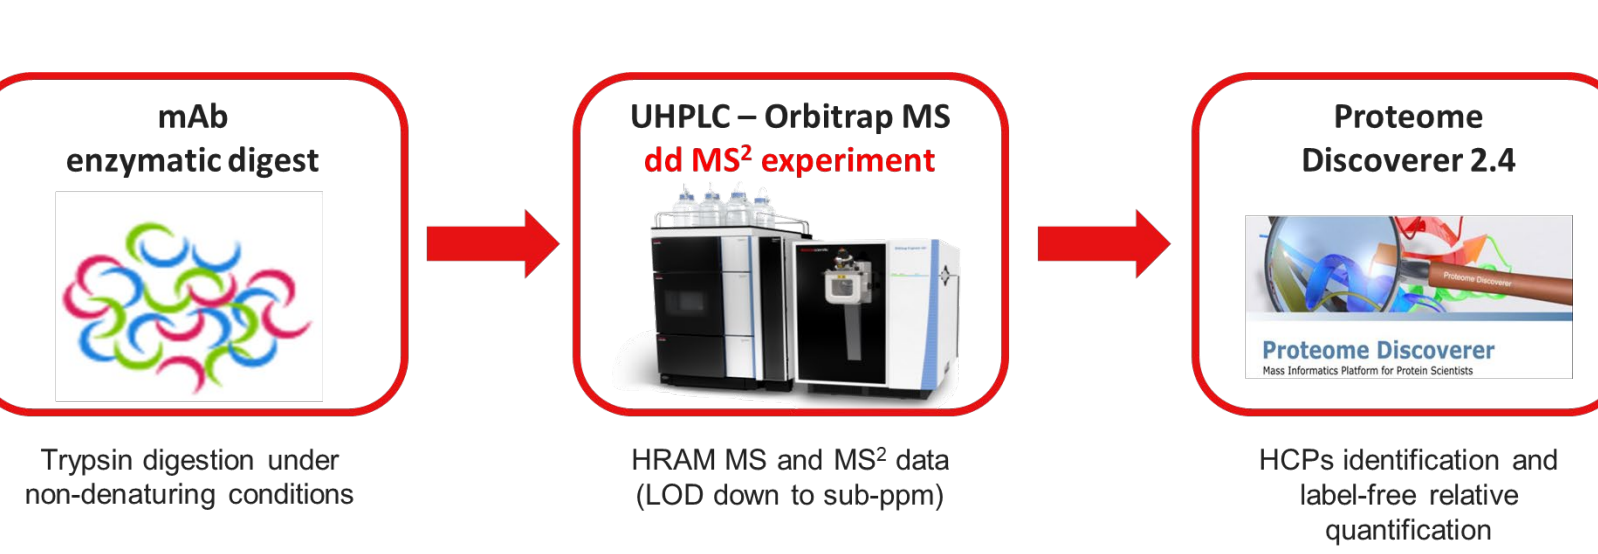 mAb
enzymatic digest
Trypsin digestion under
non-denaturing conditions
UHPLC – Orbitrap MS
dd MS² experiment
HRAM MS and MS² data
(LOD down to sub-ppm)
Proteome
Discoverer 2.4
Proteome Discoverer
Proteome Discoverer
Mass Informatics Platform for Protein Scientists
HCPs identification and
label-free relative
quantification